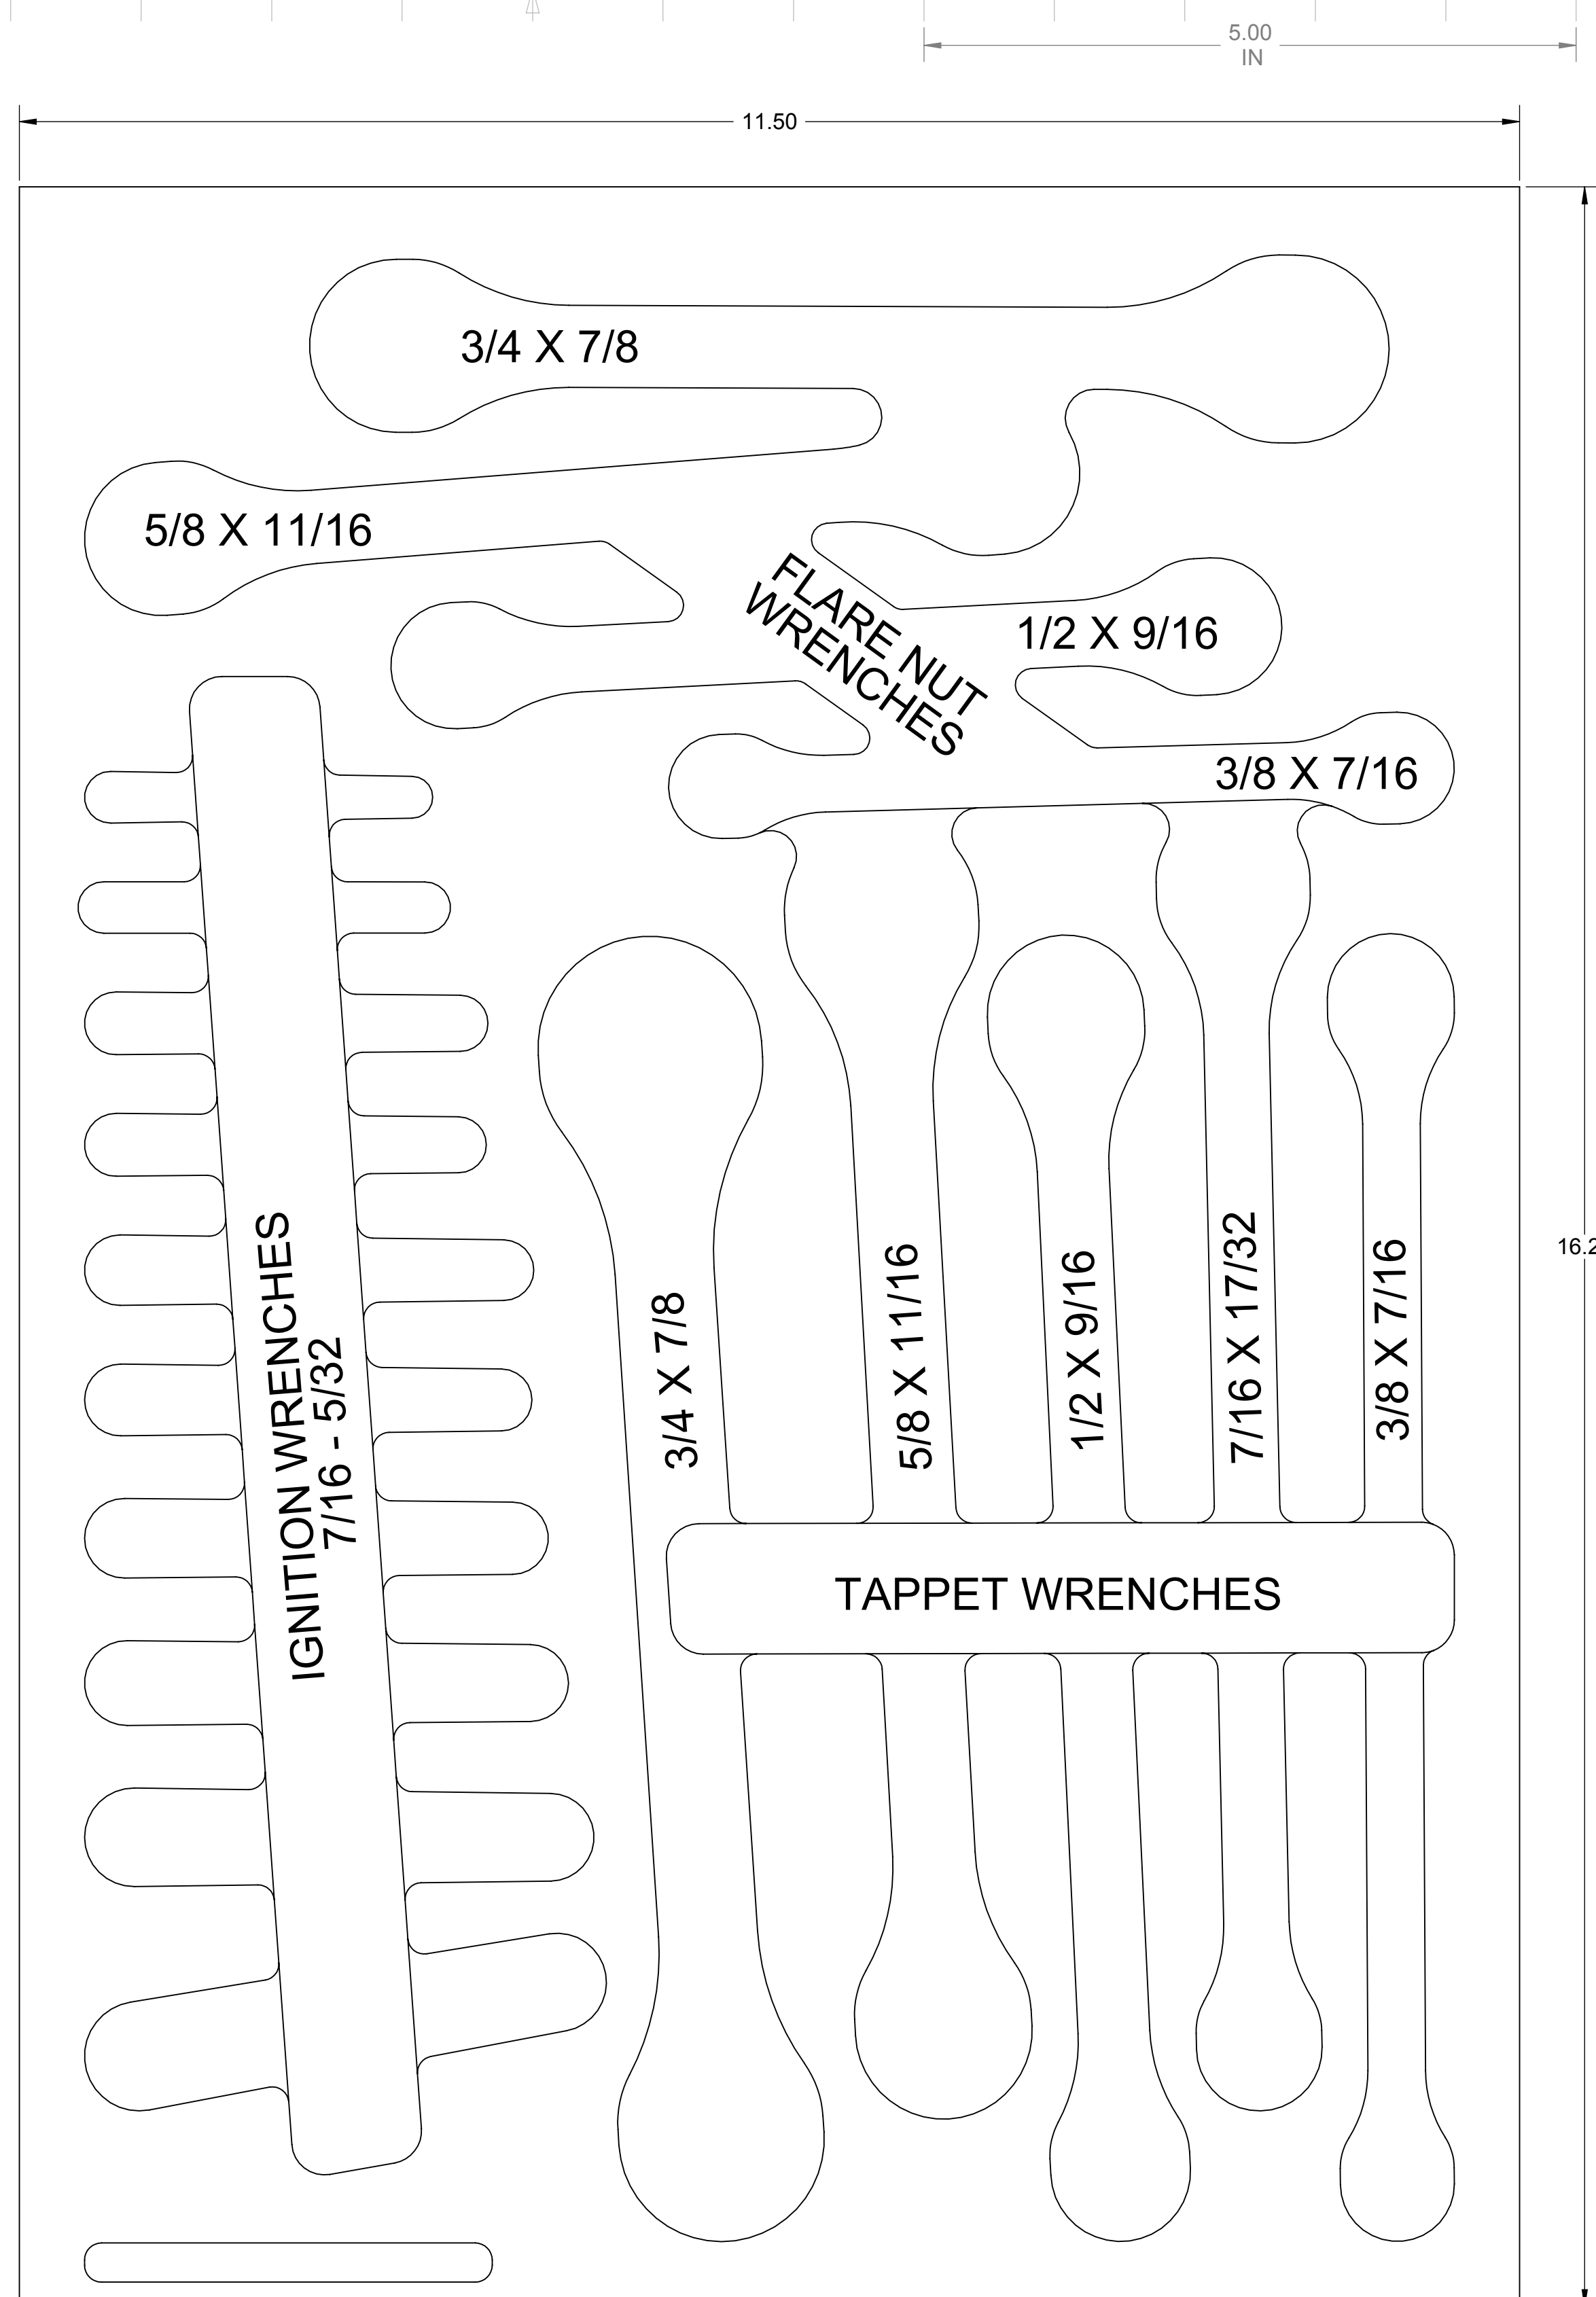 5.00
IN
11.50
3/4 X 7/8
5/8 X 11/16
FLARE NUT
WRENCHES
1/2 X 9/16
3/8 X 7/16
IGNITION WRENCHES
7/16 - 5/32
3/4 X 7/8
5/8 X 11/16
1/2 X 9/16
7/16 X 17/32
3/8 X 7/16
TAPPET WRENCHES